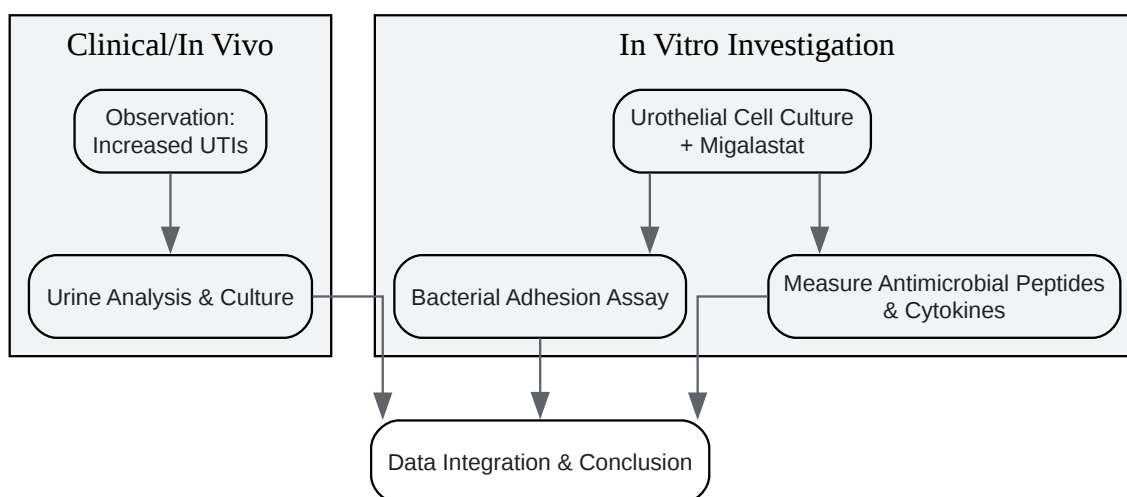 Clinical/In Vivo
Observation:
Increased UTIs
Urine Analysis & Culture
In Vitro Investigation
Urothelial Cell Culture
+ Migalastat
Bacterial Adhesion Assay
Measure Antimicrobial Peptides
& Cytokines
Data Integration & Conclusion